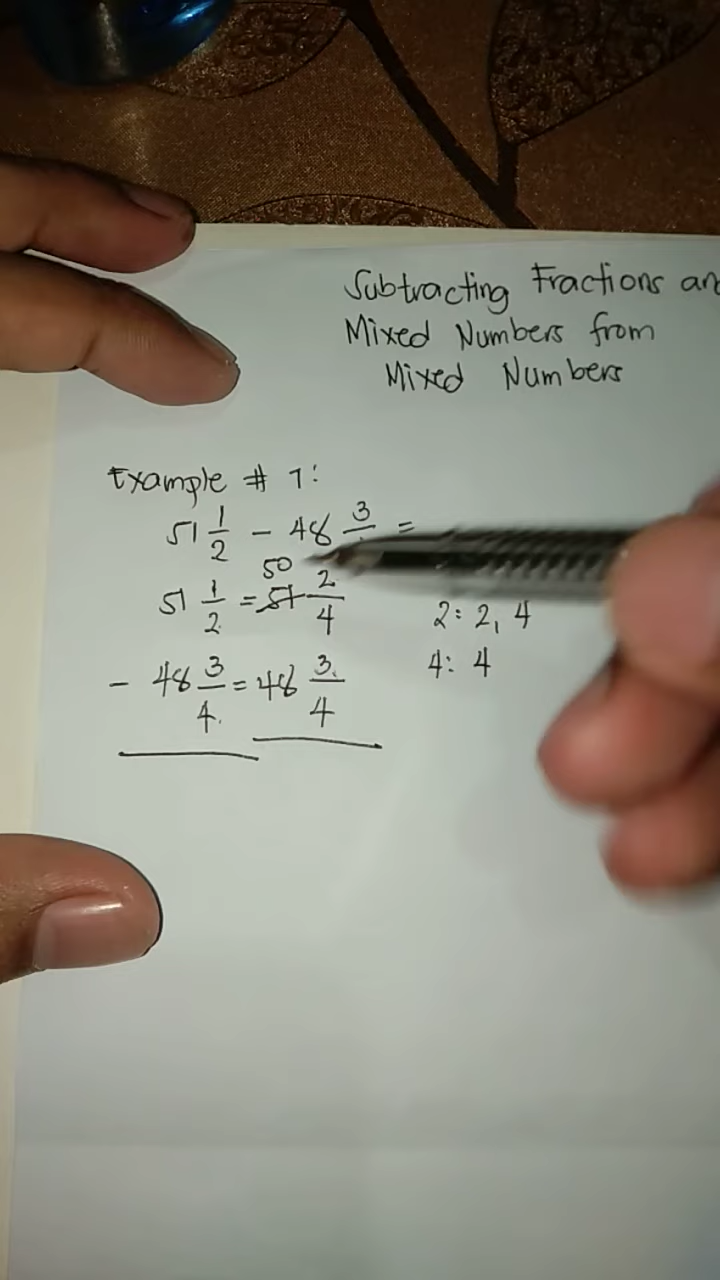 Subtracting Fractions an
Mixed Numbers from
Mixed Numbers
Example # 1:
51 1/2 - 48 3/ =
50
51 1/2 = 51 2/4
2: 2, 4
- 48 3/4 = 48 3/4
4: 4